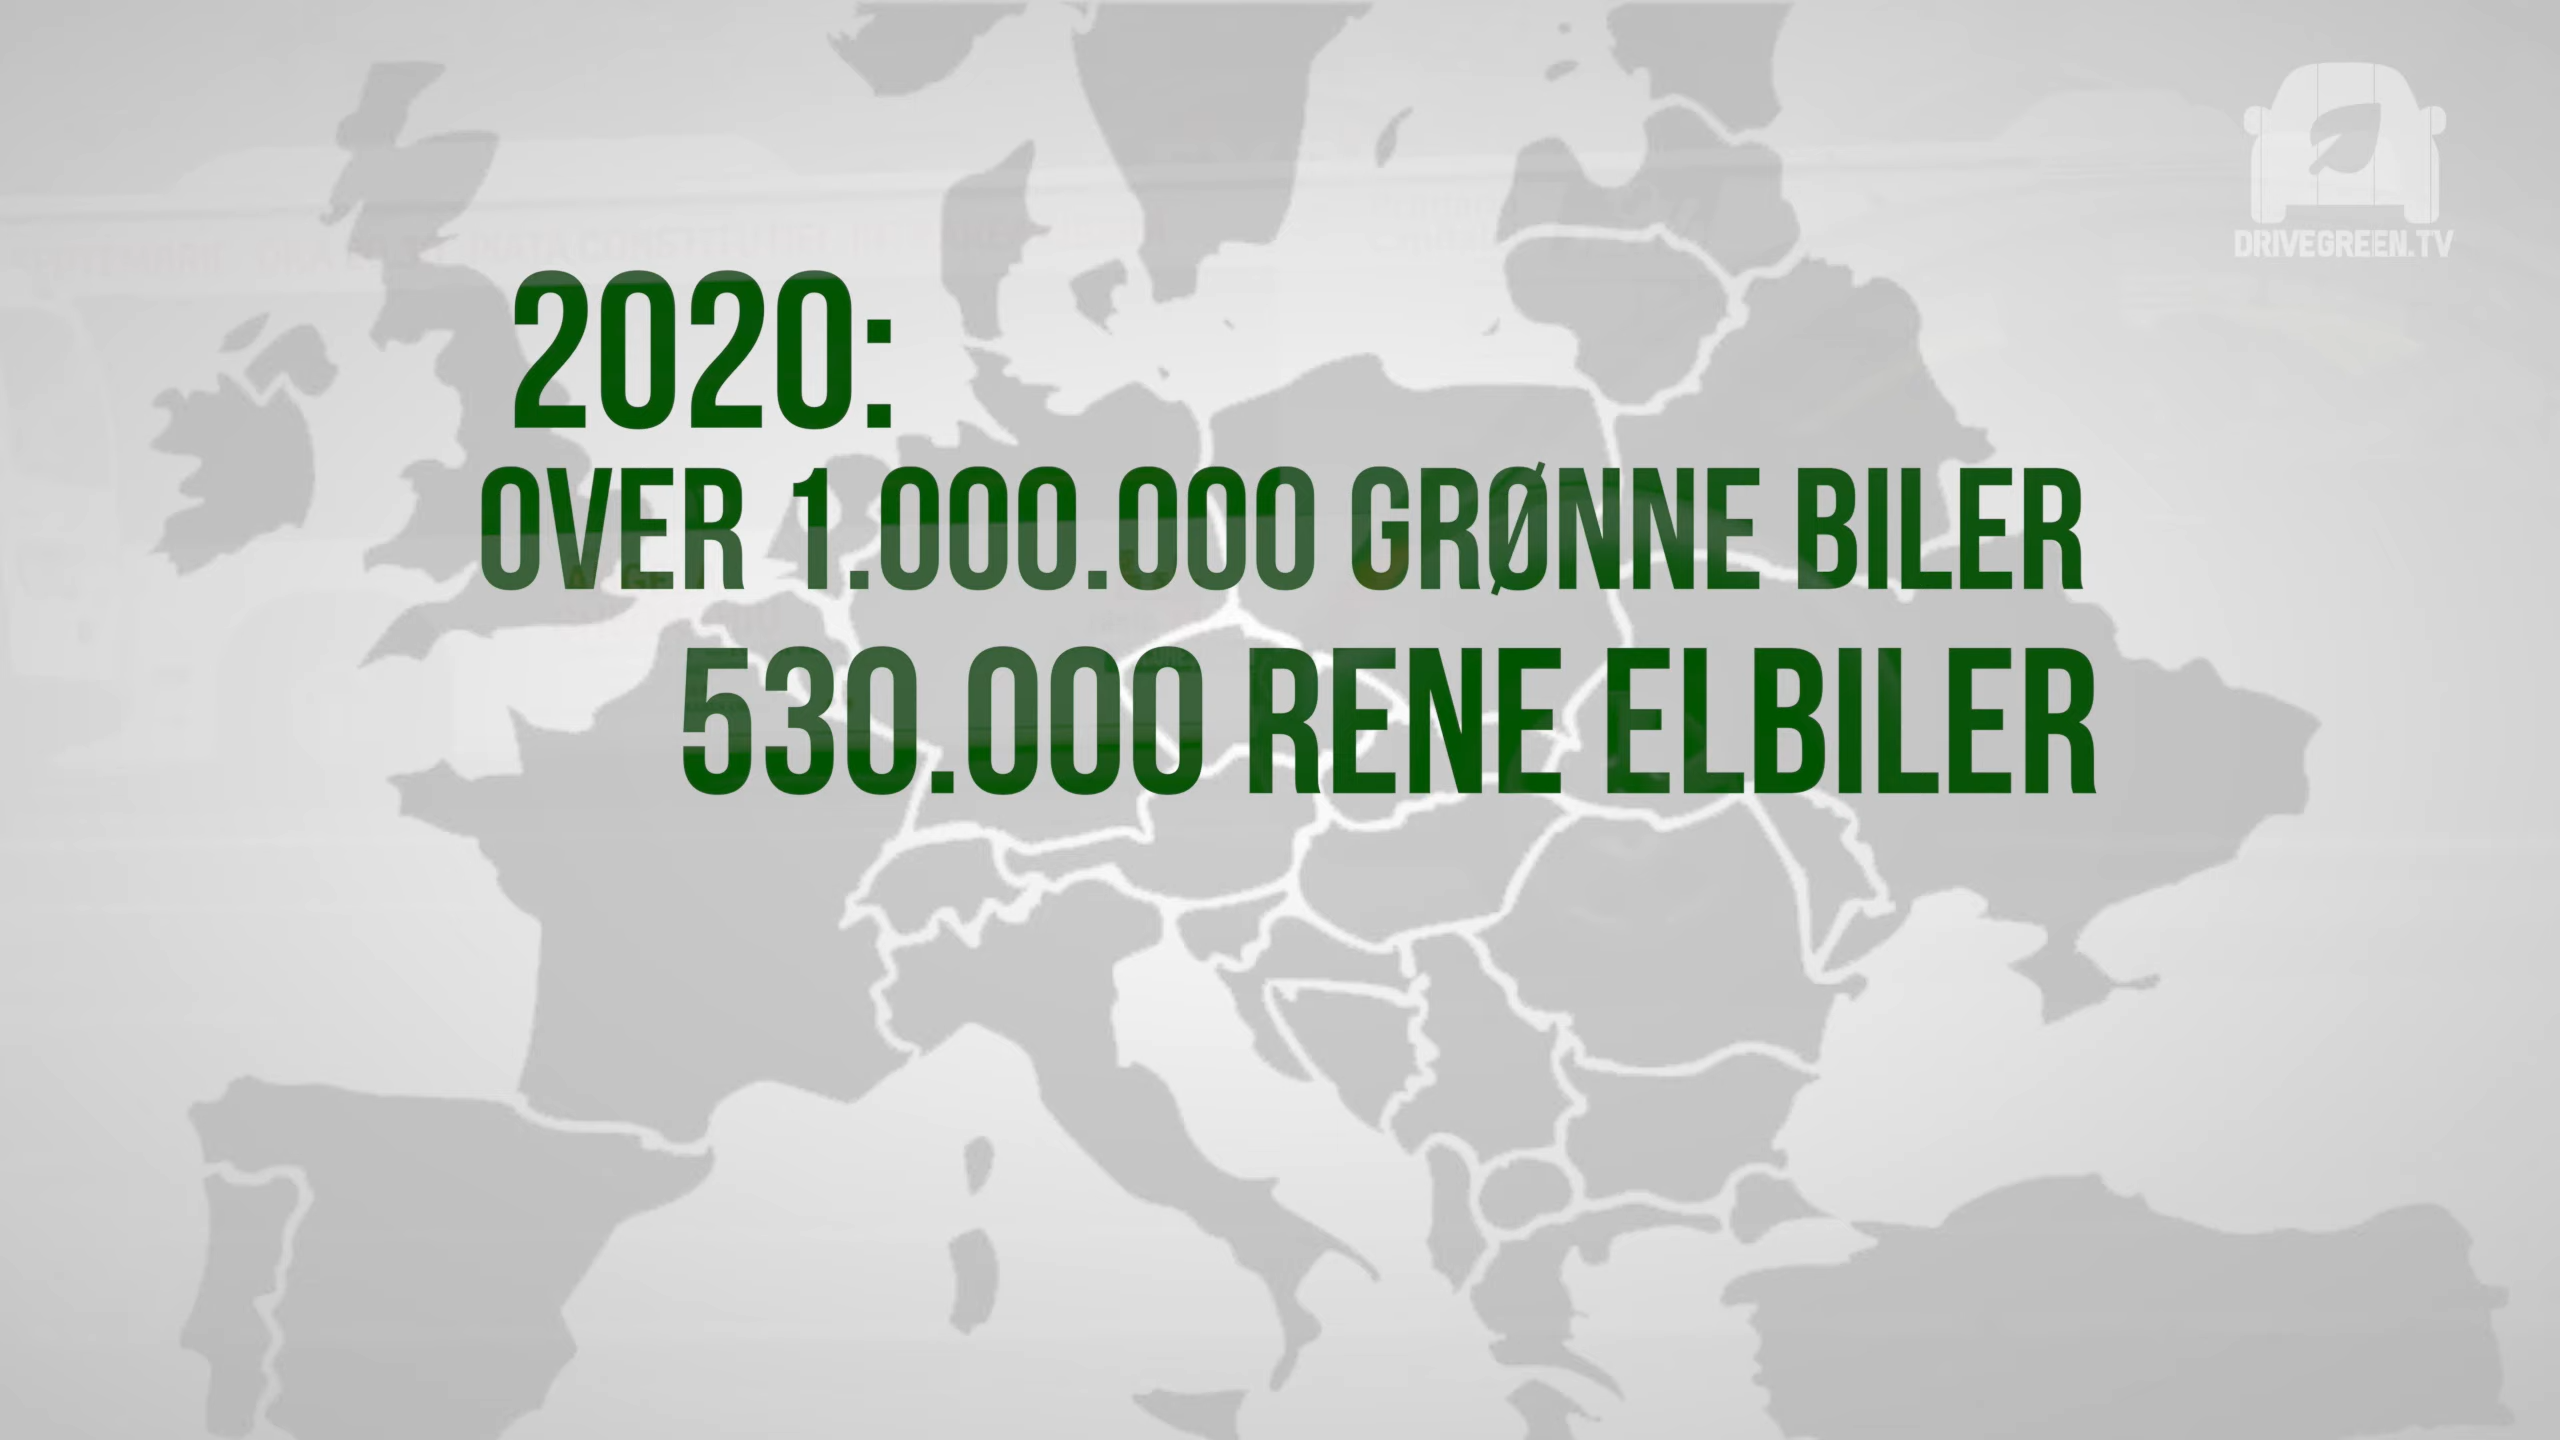 DRIVEGREEN.TV
2020:
OVER 1.000.000 GRØNNE BILER
530.000 RENE ELBILER